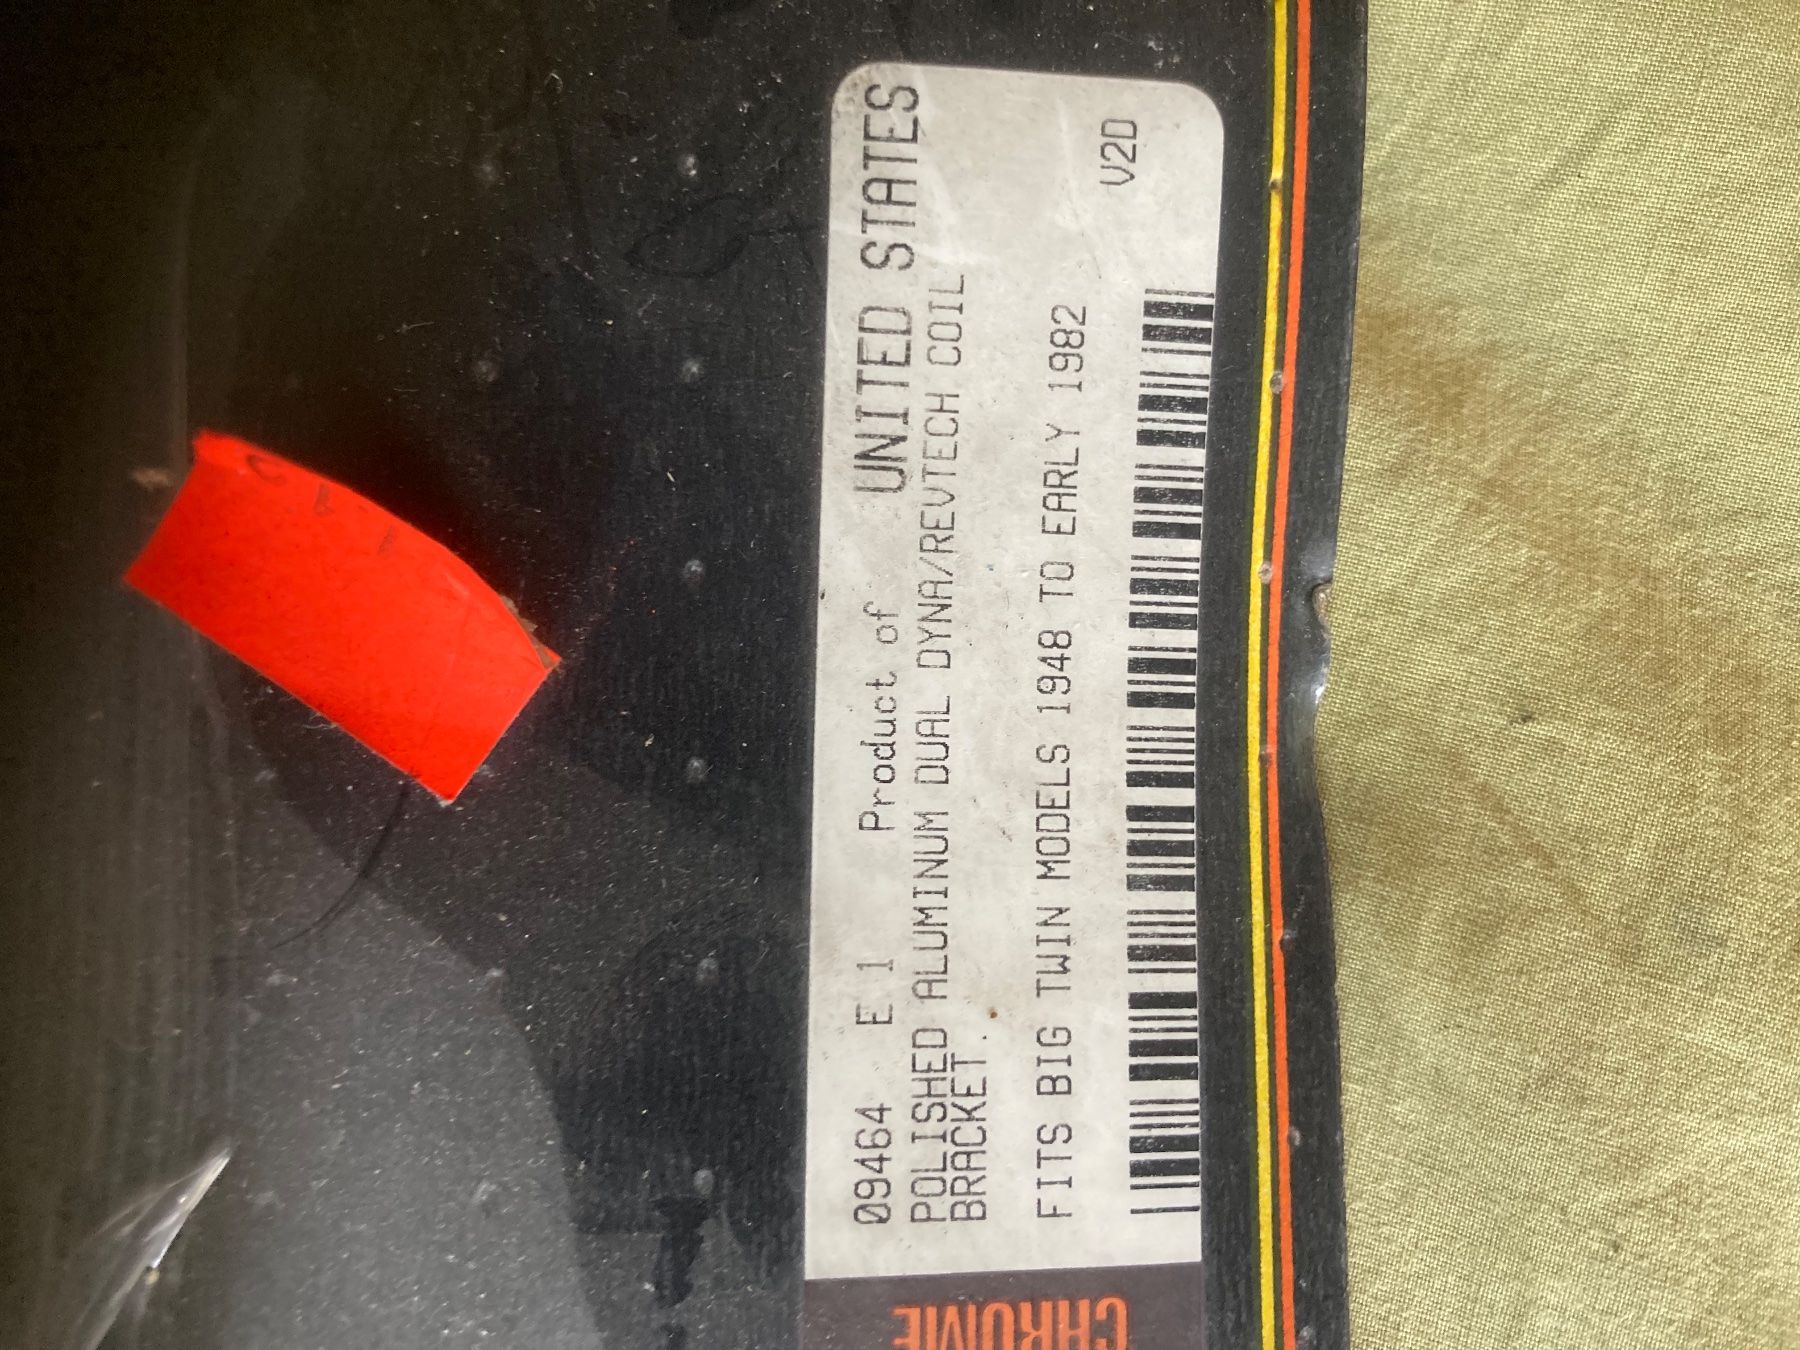 09464 E 1 Product of UNITED STATES
POLISHED ALUMINUM DUAL DYNA/REVTECH COIL
BRACKET.
FITS BIG TWIN MODELS 1948 TO EARLY 1982
V2D
CHROME